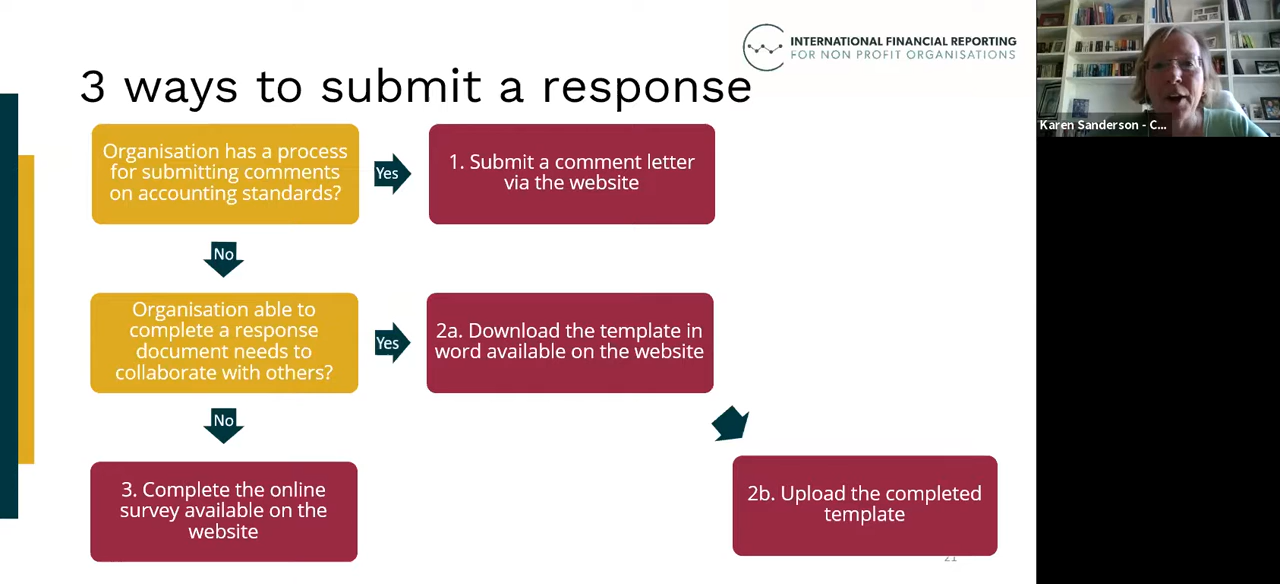 INTERNATIONAL FINANCIAL REPORTING
FOR NON PROFIT ORGANISATIONS
3 ways to submit a response
Organisation has a process
for submitting comments
on accounting standards?
Yes
1. Submit a comment letter
via the website
No
Organisation able to
complete a response
document needs to
collaborate with others?
Yes
2a. Download the template in
word available on the website
No
3. Complete the online
survey available on the
website
2b. Upload the completed
template
21
Karen Sanderson - C...